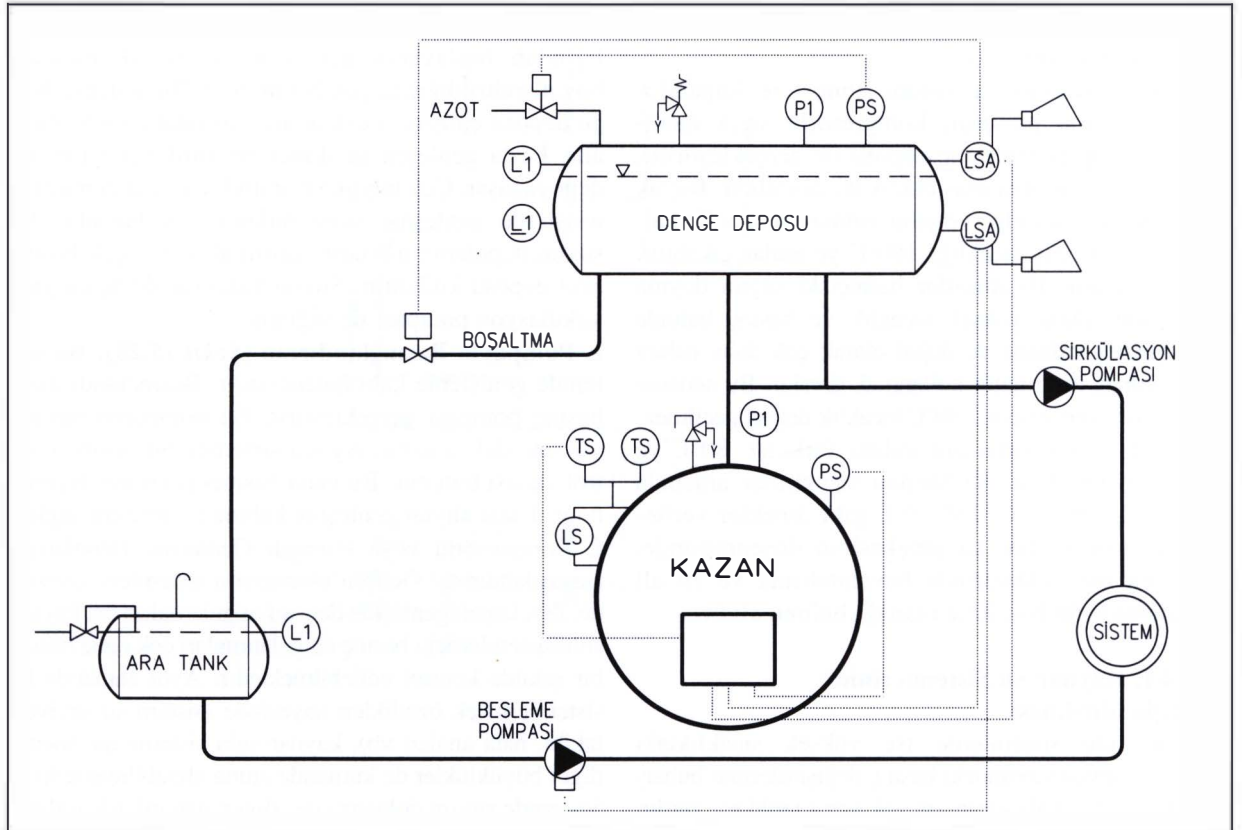 AZOT
P1
PS
L1
L1
LSA
LSA
DENGE DEPOSU
BOŞALTMA
SİRKÜLASYON
POMPASI
TS
TS
P1
PS
LS
KAZAN
L1
ARA TANK
SİSTEM
BESLEME
POMPASI